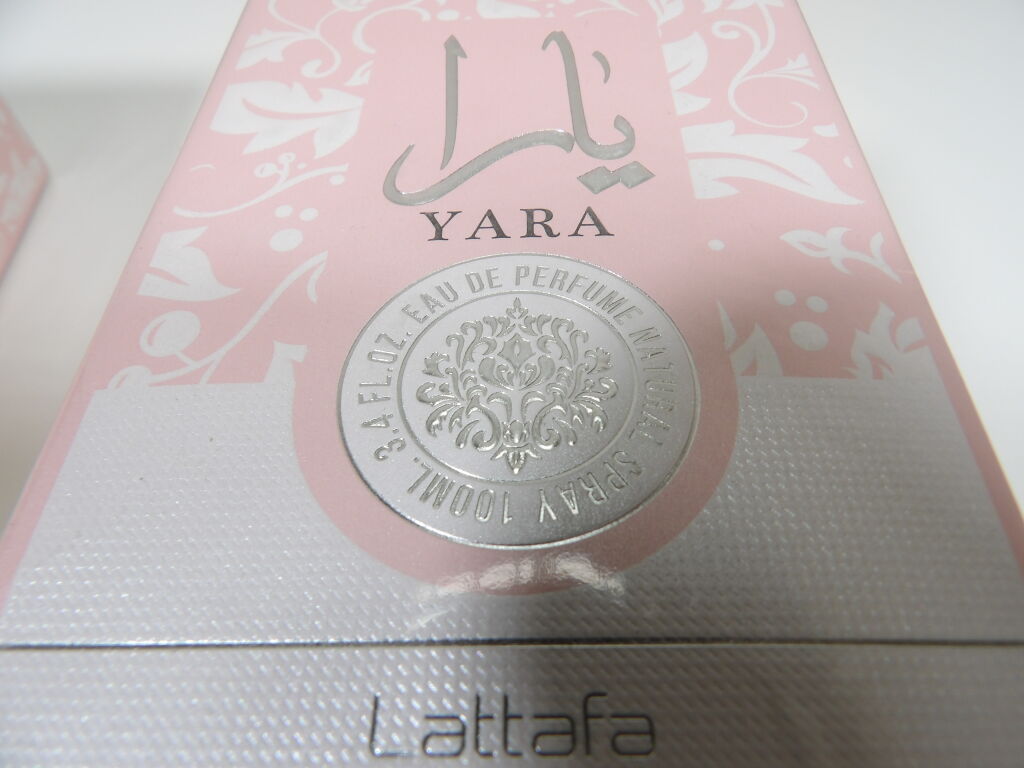 يارا
YARA
EAU DE PERFUME NATURAL SPRAY 100ML. 3.4 FL.OZ.
Lattafa